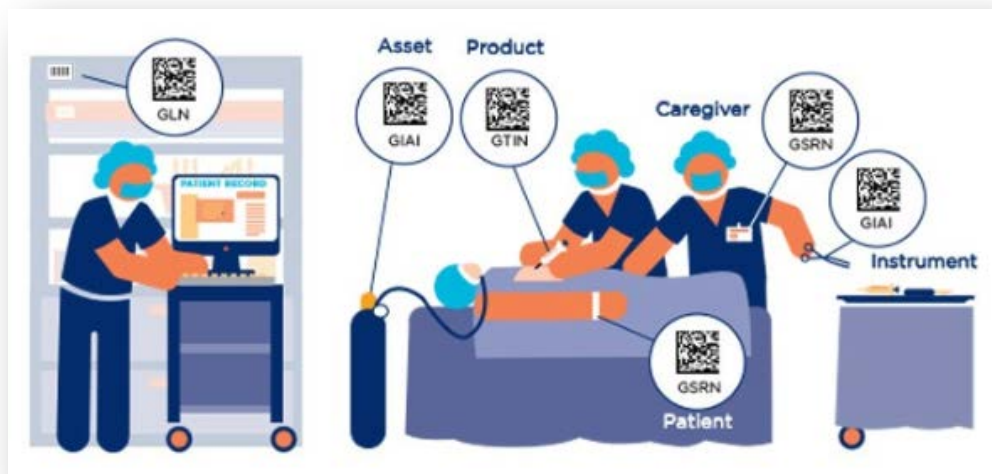 GLN
PATIENT RECORD
Asset
GIAI
Product
GTIN
Caregiver
GSRN
GIAI
Instrument
GSRN
Patient